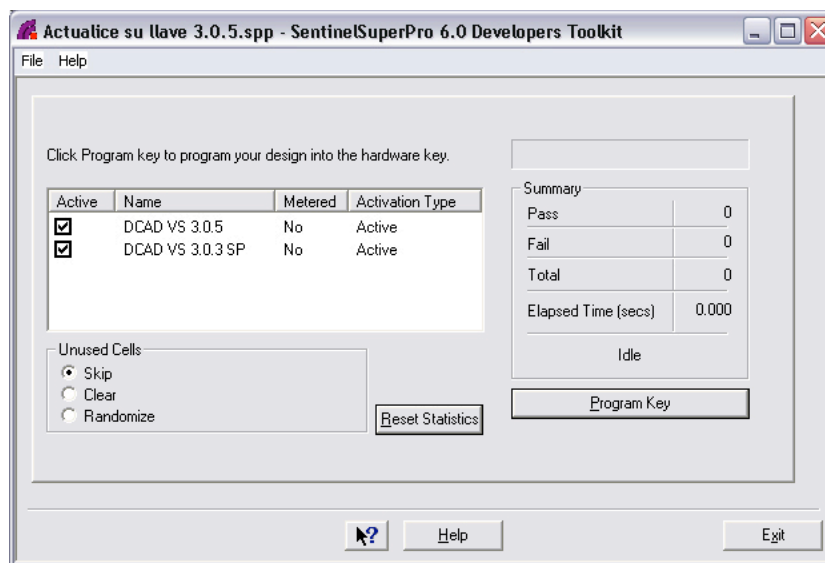 Actualice su llave 3.0.5.spp - SentinelSuperPro 6.0 Developers Toolkit
File Help
Click Program key to program your design into the hardware key.
Active Name Metered Activation Type
DCAD VS 3.0.5 No Active
DCAD VS 3.0.3 SP No Active
Unused Cells
Skip
Clear
Randomize
Reset Statistics
Summary
Pass 0
Fail 0
Total 0
Elapsed Time (secs) 0.000
Idle
Program Key
? Help Exit